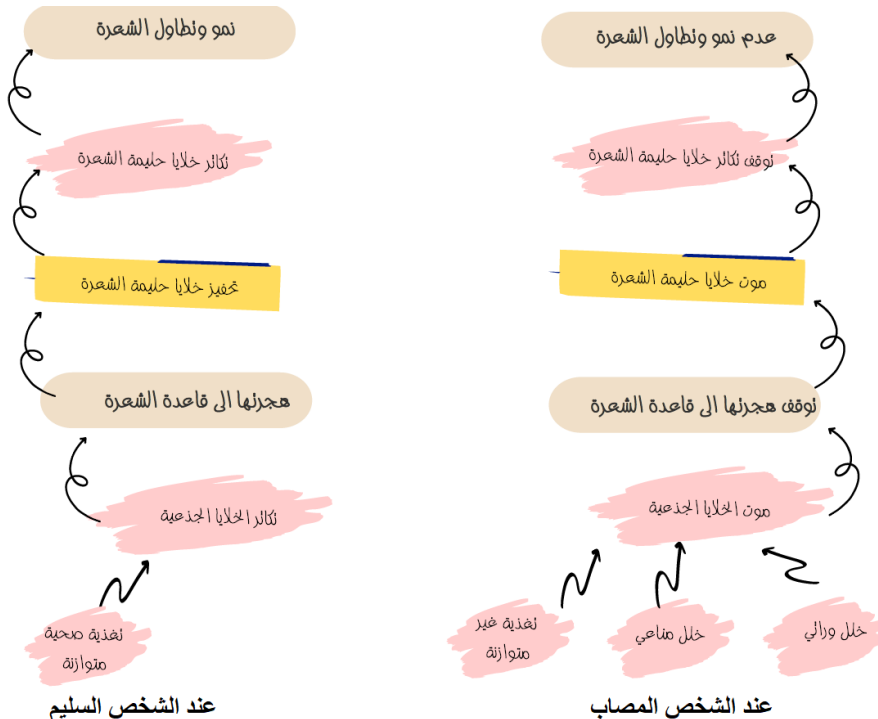 عدم نمو وتطاول الشعرة
توقف تكاثر خلايا حليمة الشعرة
موت خلايا حليمة الشعرة
توقف هجرتها الى قاعدة الشعرة
موت الخلايا الجذعية
خلل وراثي
خلل مناعي
تغذية غير
متوازنة
عند الشخص المصاب
نمو وتطاول الشعرة
تكاثر خلايا حليمة الشعرة
تحفيز خلايا حليمة الشعرة
هجرتها الى قاعدة الشعرة
تكاثر الخلايا الجذعية
تغذية صحية
متوازنة
عند الشخص السليم